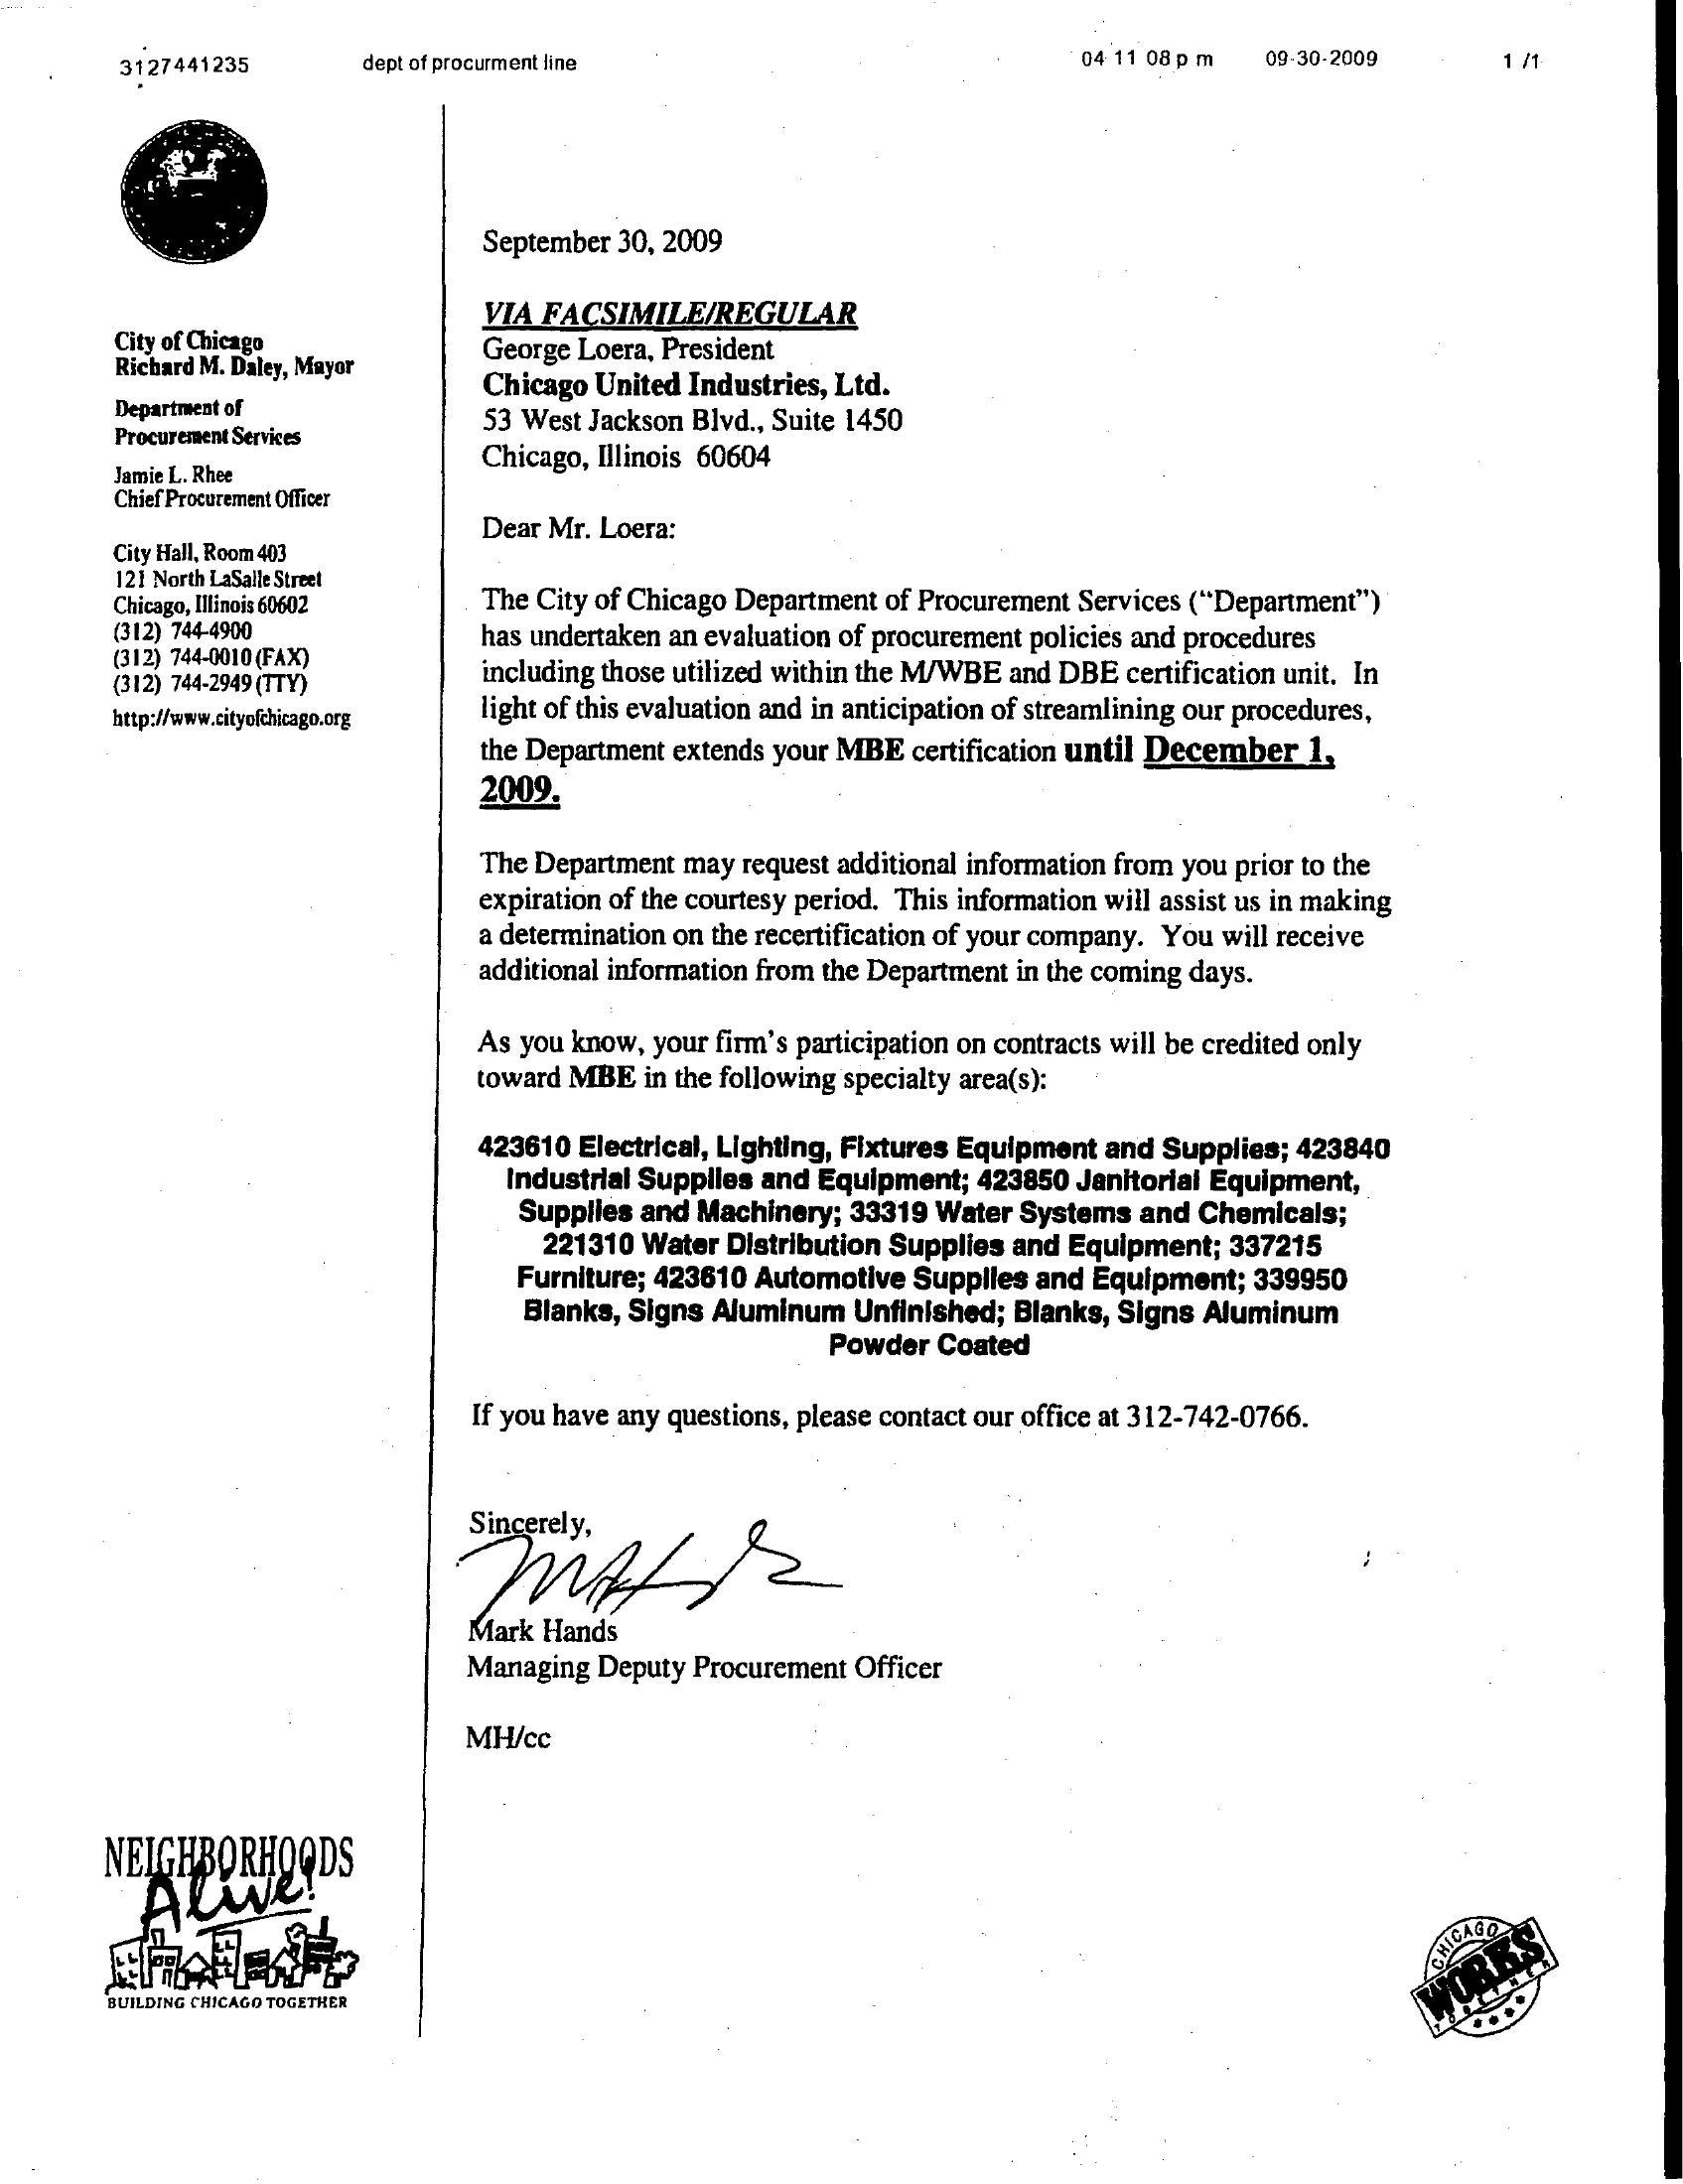 3127441235 dept of procurment line 04 11 08 p m 09-30-2009 1 /1
City of Chicago
Richard M. Daley, Mayor
Department of
Procurement Services
Jamie L. Rhee
Chief Procurement Officer
City Hall, Room 403
121 North LaSalle Street
Chicago, Illinois 60602
(312) 744-4900
(312) 744-0010 (FAX)
(312) 744-2949 (TTY)
http://www.cityofchicago.org
September 30, 2009
VIA FACSIMILE/REGULAR
George Loera, President
Chicago United Industries, Ltd.
53 West Jackson Blvd., Suite 1450
Chicago, Illinois 60604
Dear Mr. Loera:
The City of Chicago Department of Procurement Services (“Department”)
has undertaken an evaluation of procurement policies and procedures
including those utilized within the M/WBE and DBE certification unit. In
light of this evaluation and in anticipation of streamlining our procedures,
the Department extends your MBE certification until December 1,
2009.
The Department may request additional information from you prior to the
expiration of the courtesy period. This information will assist us in making
a determination on the recertification of your company. You will receive
additional information from the Department in the coming days.
As you know, your firm's participation on contracts will be credited only
toward MBE in the following specialty area(s):
423610 Electrical, Lighting, Fixtures Equipment and Supplies; 423840
Industrial Supplies and Equipment; 423850 Janitorial Equipment,
Supplies and Machinery; 33319 Water Systems and Chemicals;
221310 Water Distribution Supplies and Equipment; 337215
Furniture; 423610 Automotive Supplies and Equipment; 339950
Blanks, Signs Aluminum Unfinished; Blanks, Signs Aluminum
Powder Coated
If you have any questions, please contact our office at 312-742-0766.
Sincerely,
Mark Hands
Managing Deputy Procurement Officer
MH/cc
NEIGHBORHOODS
Alive!
BUILDING CHICAGO TOGETHER
CHICAGO
WORKS
TOGETHER